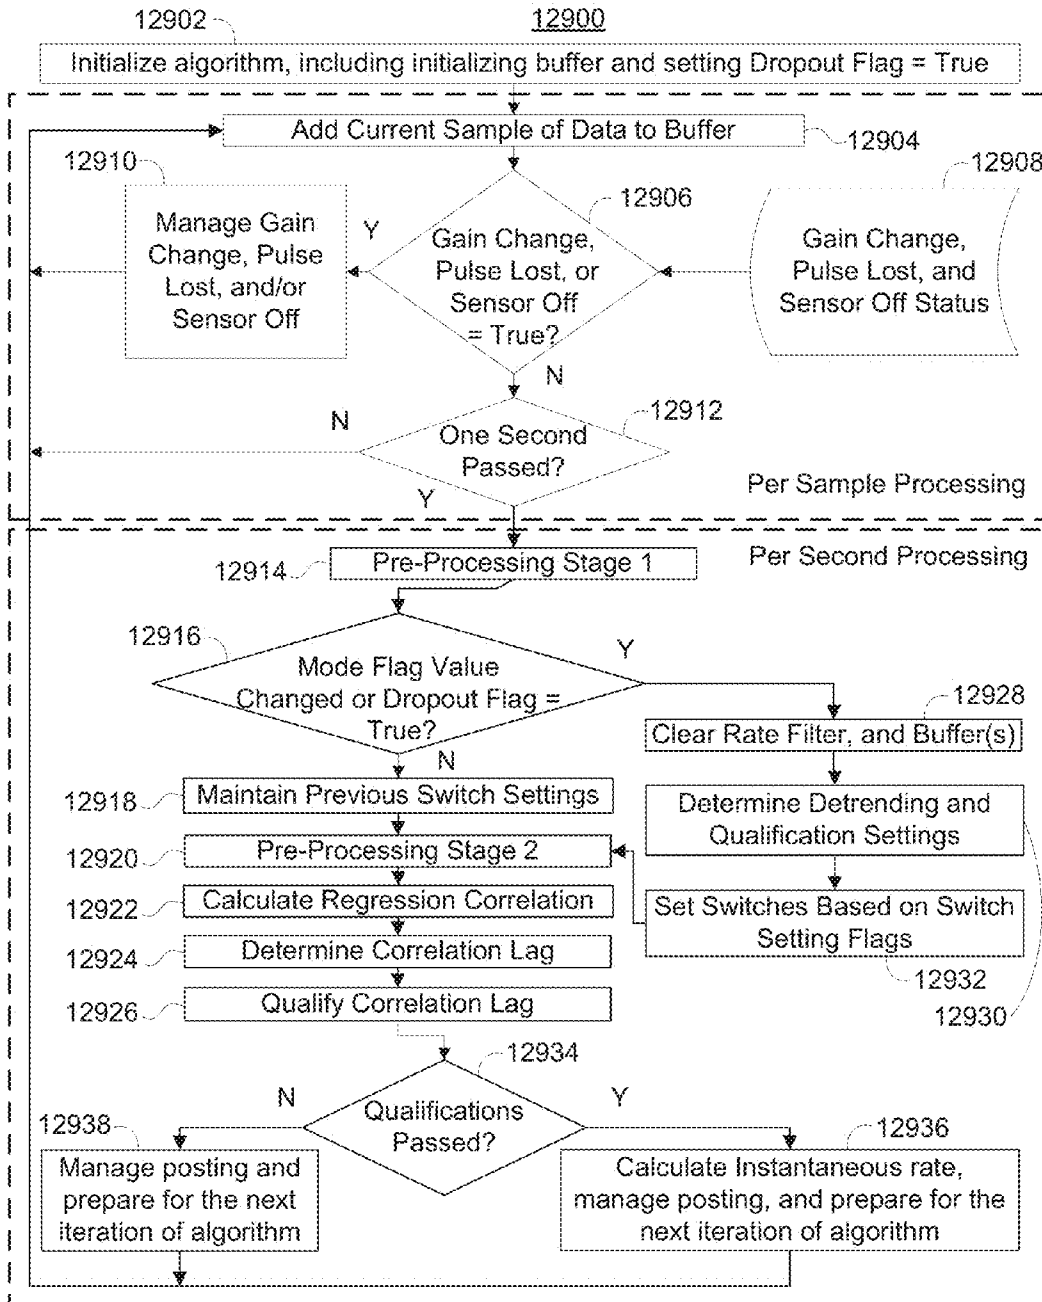 12900
12902
Initialize algorithm, including initializing buffer and setting Dropout Flag = True
Add Current Sample of Data to Buffer
12904
12910
Manage Gain
Change, Pulse
Lost, and/or
Sensor Off
Y
12906
Gain Change,
Pulse Lost, or
Sensor Off
= True?
12908
Gain Change,
Pulse Lost, and
Sensor Off Status
N
12912
N
One Second
Passed?
Y
Per Sample Processing
Per Second Processing
12914
Pre-Processing Stage 1
12916
Mode Flag Value
Changed or Dropout Flag =
True?
Y
N
12928
Clear Rate Filter, and Buffer(s)
12918
Maintain Previous Switch Settings
Determine Detrending and
Qualification Settings
12920
Pre-Processing Stage 2
12922
Calculate Regression Correlation
Set Switches Based on Switch
Setting Flags
12924
Determine Correlation Lag
12932
12926
Qualify Correlation Lag
12930
12934
N
Qualifications
Passed?
Y
12938
Manage posting and
prepare for the next
iteration of algorithm
12936
Calculate Instantaneous rate,
manage posting, and prepare for the
next iteration of algorithm